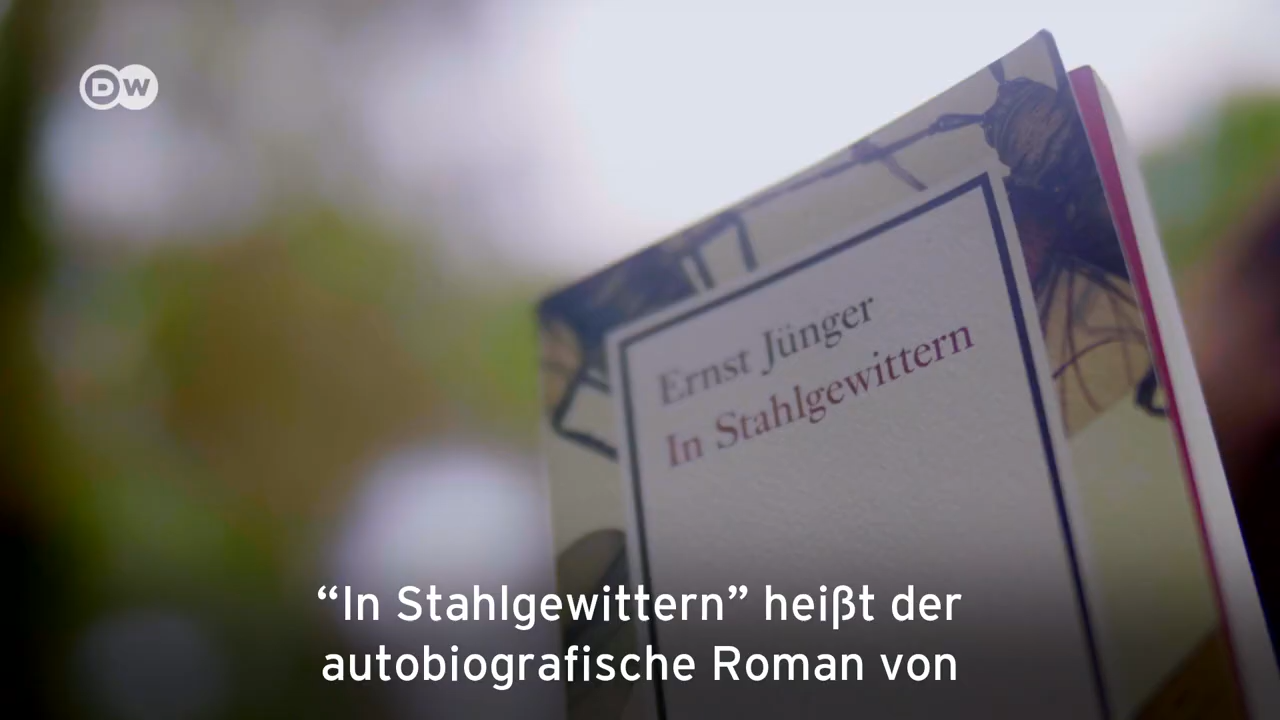 DW
Ernst Jünger
In Stahlgewittern
“In Stahlgewittern” heißt der
autobiografische Roman von